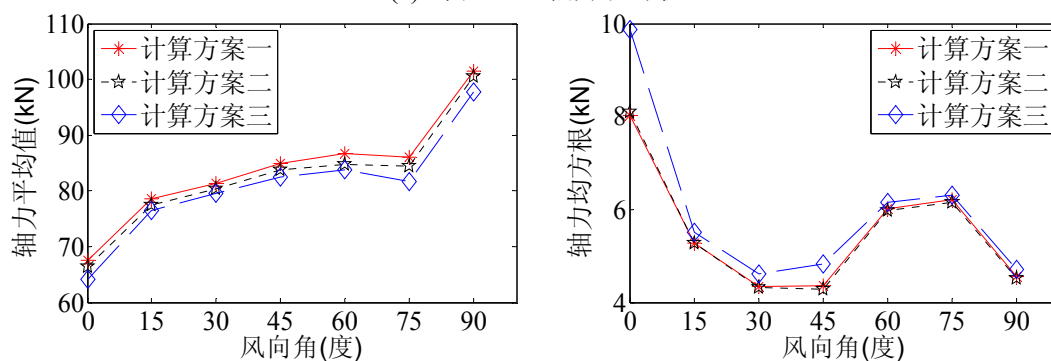 110
100
90
80
70
60
轴力平均值(kN)
计算方案一
计算方案二
计算方案三
0 15 30 45 60 75 90
风向角(度)
10
8
6
4
轴力均方根(kN)
计算方案一
计算方案二
计算方案三
0 15 30 45 60 75 90
风向角(度)